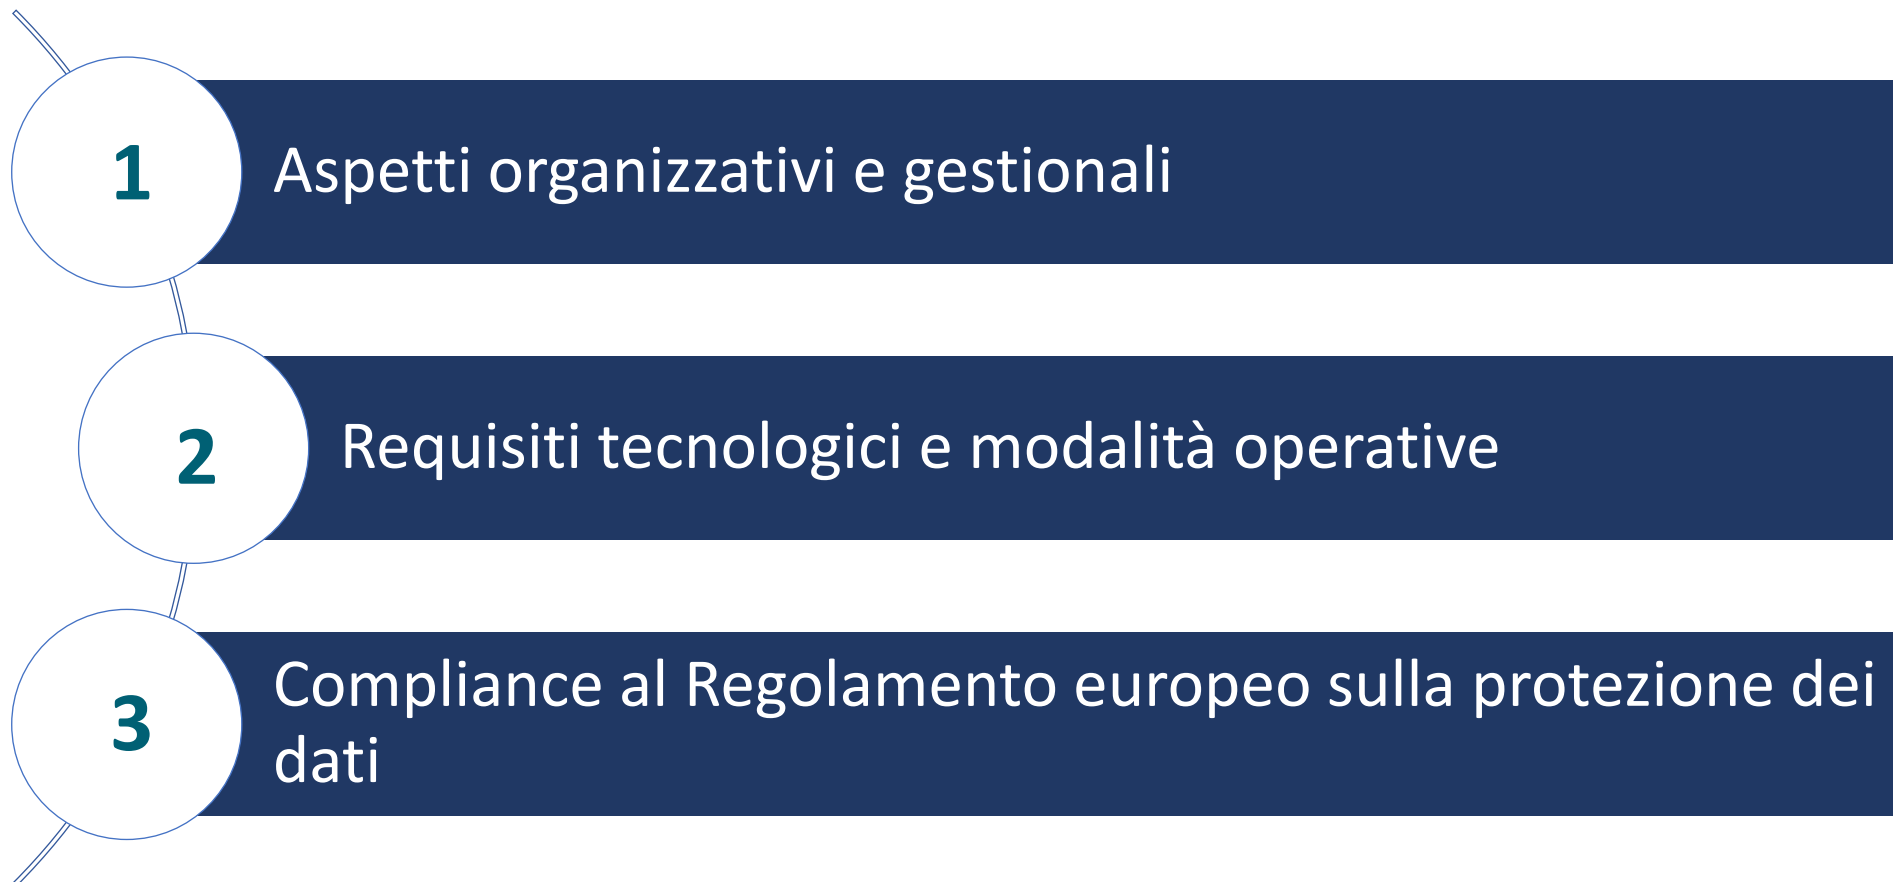 1
Aspetti organizzativi e gestionali
2
Requisiti tecnologici e modalità operative
3
Compliance al Regolamento europeo sulla protezione dei
dati